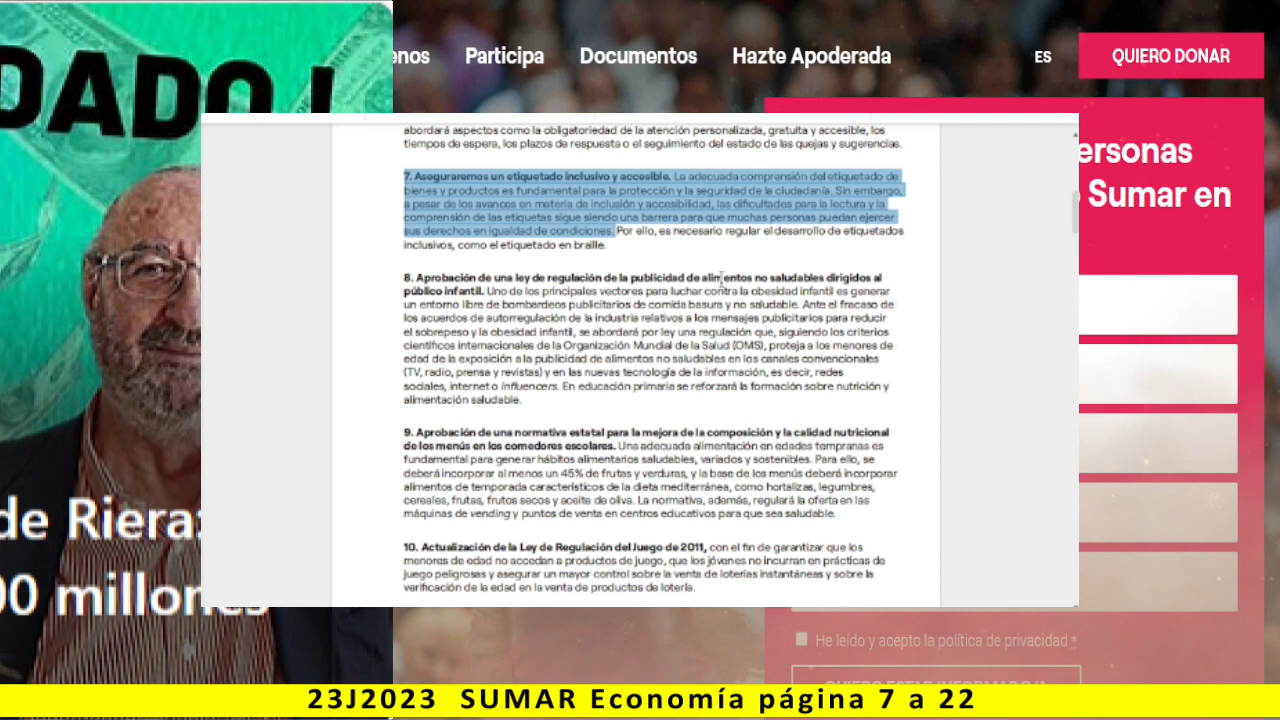 DADO !
enos Participa Documentos Hazte Apoderada ES QUIERO DONAR
ersonas
Sumar en
abordará aspectos como la obligatoriedad de la atención personalizada, gratuita y accesible, los
tiempos de espera, los plazos de respuesta o el seguimiento del estado de las quejas y sugerencias.
7. Aseguraremos un etiquetado inclusivo y accesible. La adecuada comprensión del etiquetado de
bienes y productos es fundamental para la protección y la seguridad de la ciudadanía. Sin embargo,
a pesar de los avances en materia de inclusión y accesibilidad, las dificultades para la lectura y la
comprensión de las etiquetas sigue siendo una barrera para que muchas personas puedan ejercer
sus derechos en igualdad de condiciones. Por ello, es necesario regular el desarrollo de etiquetados
inclusivos, como el etiquetado en braille.
8. Aprobación de una ley de regulación de la publicidad de alimentos no saludables dirigidos al
público infantil. Uno de los principales vectores para luchar contra la obesidad infantil es generar
un entorno libre de bombardeos publicitarios de comida basura y no saludable. Ante el fracaso de
los acuerdos de autorregulación de la industria relativos a los mensajes publicitarios para reducir
el sobrepeso y la obesidad infantil, se abordará por ley una regulación que, siguiendo los criterios
científicos internacionales de la Organización Mundial de la Salud (OMS), proteja a los menores de
edad de la exposición a la publicidad de alimentos no saludables en los canales convencionales
(TV, radio, prensa y revistas) y en las nuevas tecnología de la información, es decir, redes
sociales, internet o influencers. En educación primaria se reforzará la formación sobre nutrición y
alimentación saludable.
9. Aprobación de una normativa estatal para la mejora de la composición y la calidad nutricional
de los menús en los comedores escolares. Una adecuada alimentación en edades tempranas es
fundamental para generar hábitos alimentarios saludables, variados y sostenibles. Para ello, se
deberá incorporar al menos un 45% de frutas y verduras, y la base de los menús deberá incorporar
alimentos de temporada característicos de la dieta mediterránea, como hortalizas, legumbres,
cereales, frutas, frutos secos y aceite de oliva. La normativa, además, regulará la oferta en las
máquinas de vending y puntos de venta en centros educativos para que sea saludable.
10. Actualización de la Ley de Regulación del Juego de 2011, con el fin de garantizar que los
menores de edad no accedan a productos de juego, que los jóvenes no incurran en prácticas de
juego peligrosas y asegurar un mayor control sobre la venta de loterías instantáneas y sobre la
verificación de la edad en la venta de productos de lotería.
de Riera:
00 millones
He leído y acepto la política de privacidad *
QUIERO ESTAR INFORMADO/A
23J2023 SUMAR Economía página 7 a 22